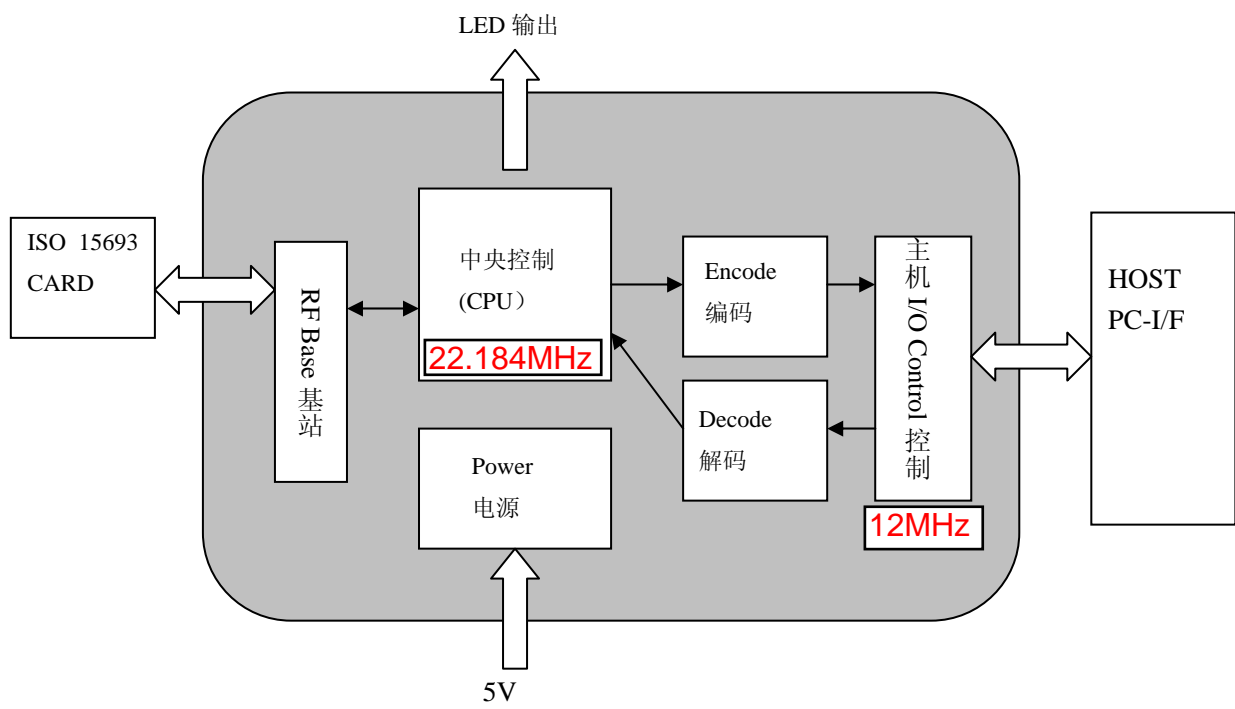 LED 输出
ISO 15693
CARD
RF Base 基站
中央控制
(CPU）
22.184MHz
Encode
编码
Decode
解码
主机 I/O Control 控制
12MHz
HOST
PC-I/F
Power
电源
5V